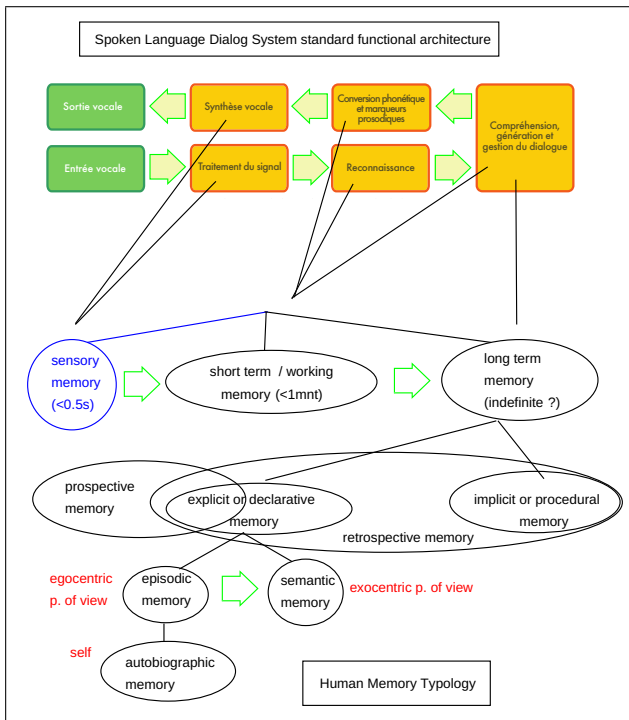 Spoken Language Dialog System standard functional architecture
Sortie vocale
Synthèse vocale
Conversion phonétique
et marqueurs
prosodiques
Compréhension,
génération et
gestion du dialogue
Entrée vocale
Traitement du signal
Reconnaissance
sensory
memory
(<0.5s)
short term / working
memory (<1mnt)
long term
memory
(indefinite ?)
prospective
memory
explicit or declarative
memory
implicit or procedural
memory
retrospective memory
egocentric
p. of view
episodic
memory
semantic
memory
exocentric p. of view
self
autobiographic
memory
Human Memory Typology